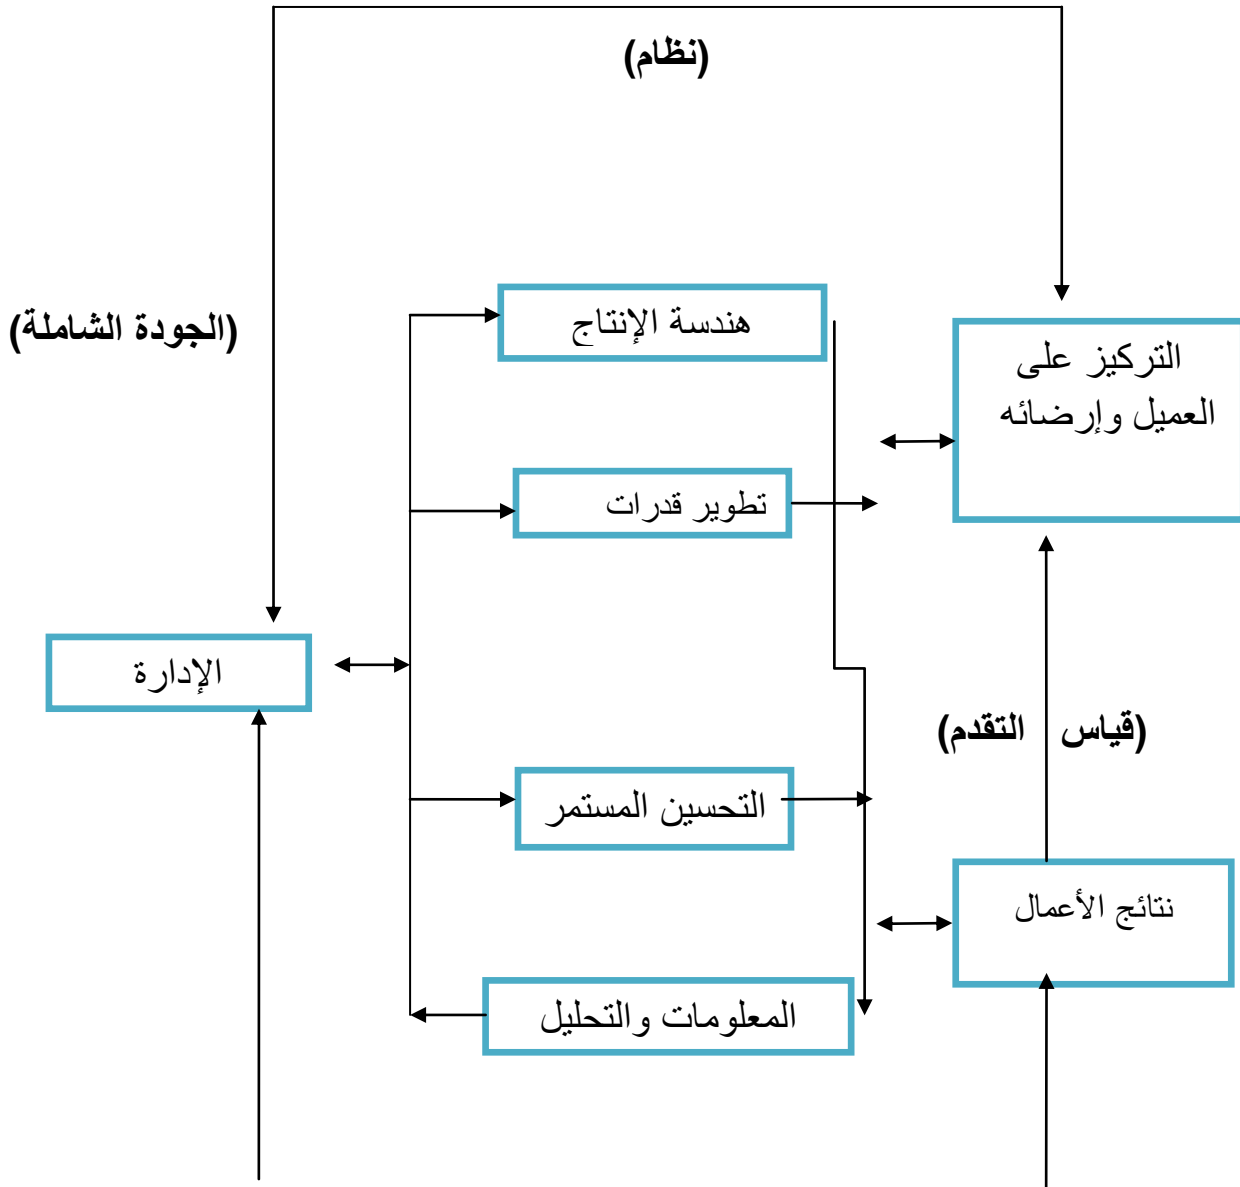 (نظام)
هندسة الإنتاج
(الجودة الشاملة)
التركيز على
العميل وإرضائه
تطوير قدرات
الإدارة
(قياس التقدم)
التحسين المستمر
نتائج الأعمال
المعلومات والتحليل